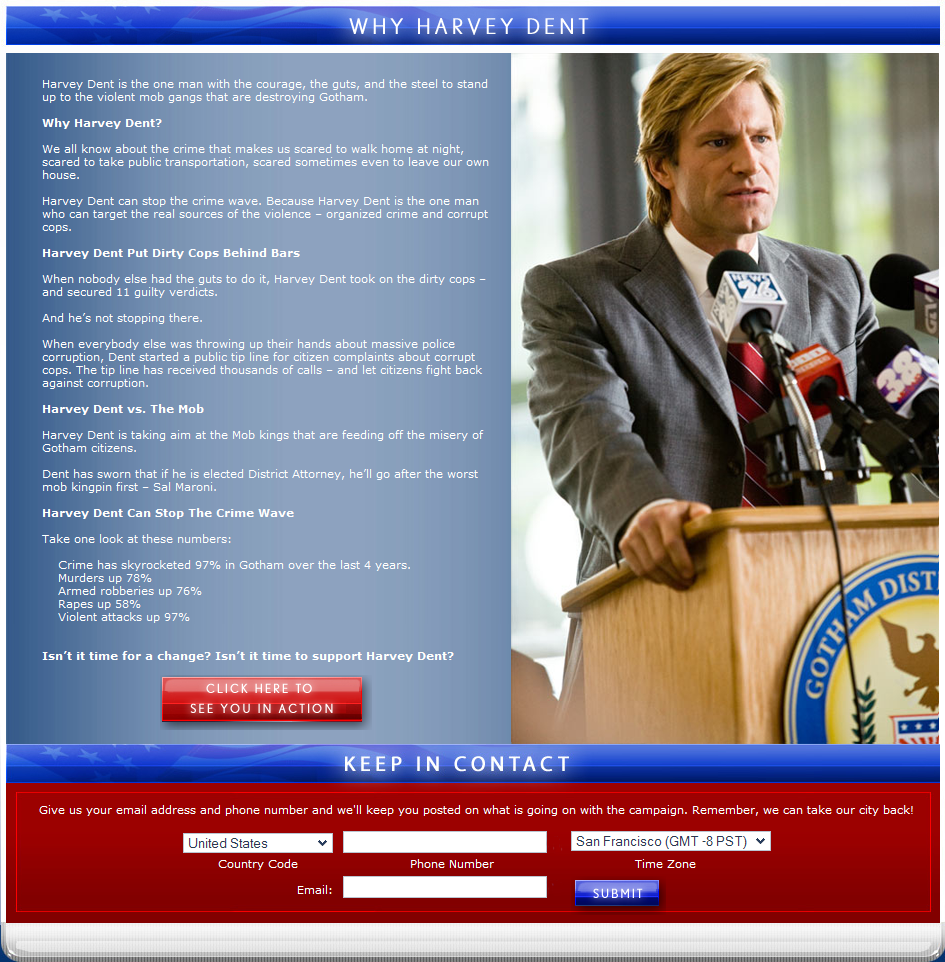 WHY HARVEY DENT
Harvey Dent is the one man with the courage, the guts, and the steel to stand
up to the violent mob gangs that are destroying Gotham.
Why Harvey Dent?
We all know about the crime that makes us scared to walk home at night,
scared to take public transportation, scared sometimes even to leave our own
house.
Harvey Dent can stop the crime wave. Because Harvey Dent is the one man
who can target the real sources of the violence – organized crime and corrupt
cops.
Harvey Dent Put Dirty Cops Behind Bars
When nobody else had the guts to do it, Harvey Dent took on the dirty cops –
and secured 11 guilty verdicts.
And he’s not stopping there.
When everybody else was throwing up their hands about massive police
corruption, Dent started a public tip line for citizen complaints about corrupt
cops. The tip line has received thousands of calls – and let citizens fight back
against corruption.
Harvey Dent vs. The Mob
Harvey Dent is taking aim at the Mob kings that are feeding off the misery of
Gotham citizens.
Dent has sworn that if he is elected District Attorney, he’ll go after the worst
mob kingpin first – Sal Maroni.
Harvey Dent Can Stop The Crime Wave
Take one look at these numbers:
Crime has skyrocketed 97% in Gotham over the last 4 years.
Murders up 78%
Armed robberies up 76%
Rapes up 58%
Violent attacks up 97%
Isn’t it time for a change? Isn’t it time to support Harvey Dent?
CLICK HERE TO
SEE YOU IN ACTION
NEWS
26
GTV1
38
GOTHAM DIST
KEEP IN CONTACT
Give us your email address and phone number and we'll keep you posted on what is going on with the campaign. Remember, we can take our city back!
United States
San Francisco (GMT -8 PST)
Country Code
Phone Number
Time Zone
Email:
SUBMIT